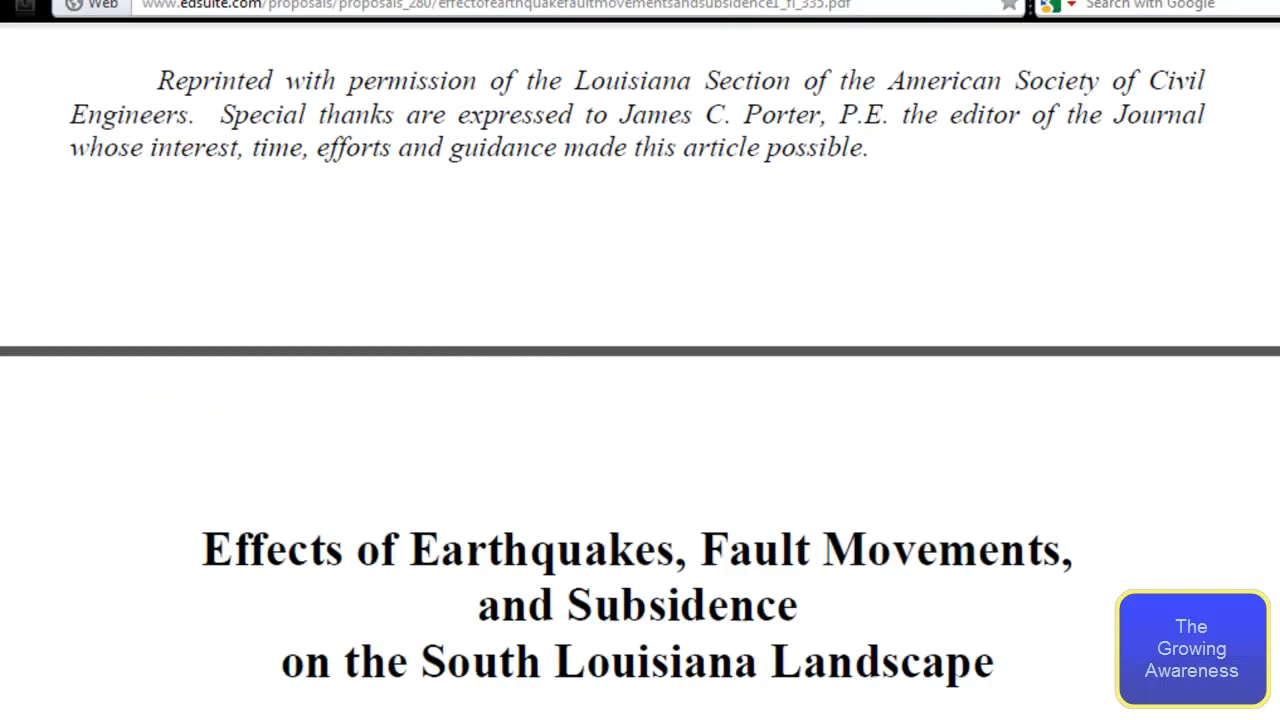 Web
www.edsuite.com/proposals/proposals_280/effectofearthquakefaultmovementsandsubsidence1_fl_335.pdf
Search with Google
Reprinted with permission of the Louisiana Section of the American Society of Civil
Engineers. Special thanks are expressed to James C. Porter, P.E. the editor of the Journal
whose interest, time, efforts and guidance made this article possible.
Effects of Earthquakes, Fault Movements,
and Subsidence
on the South Louisiana Landscape
The
Growing
Awareness